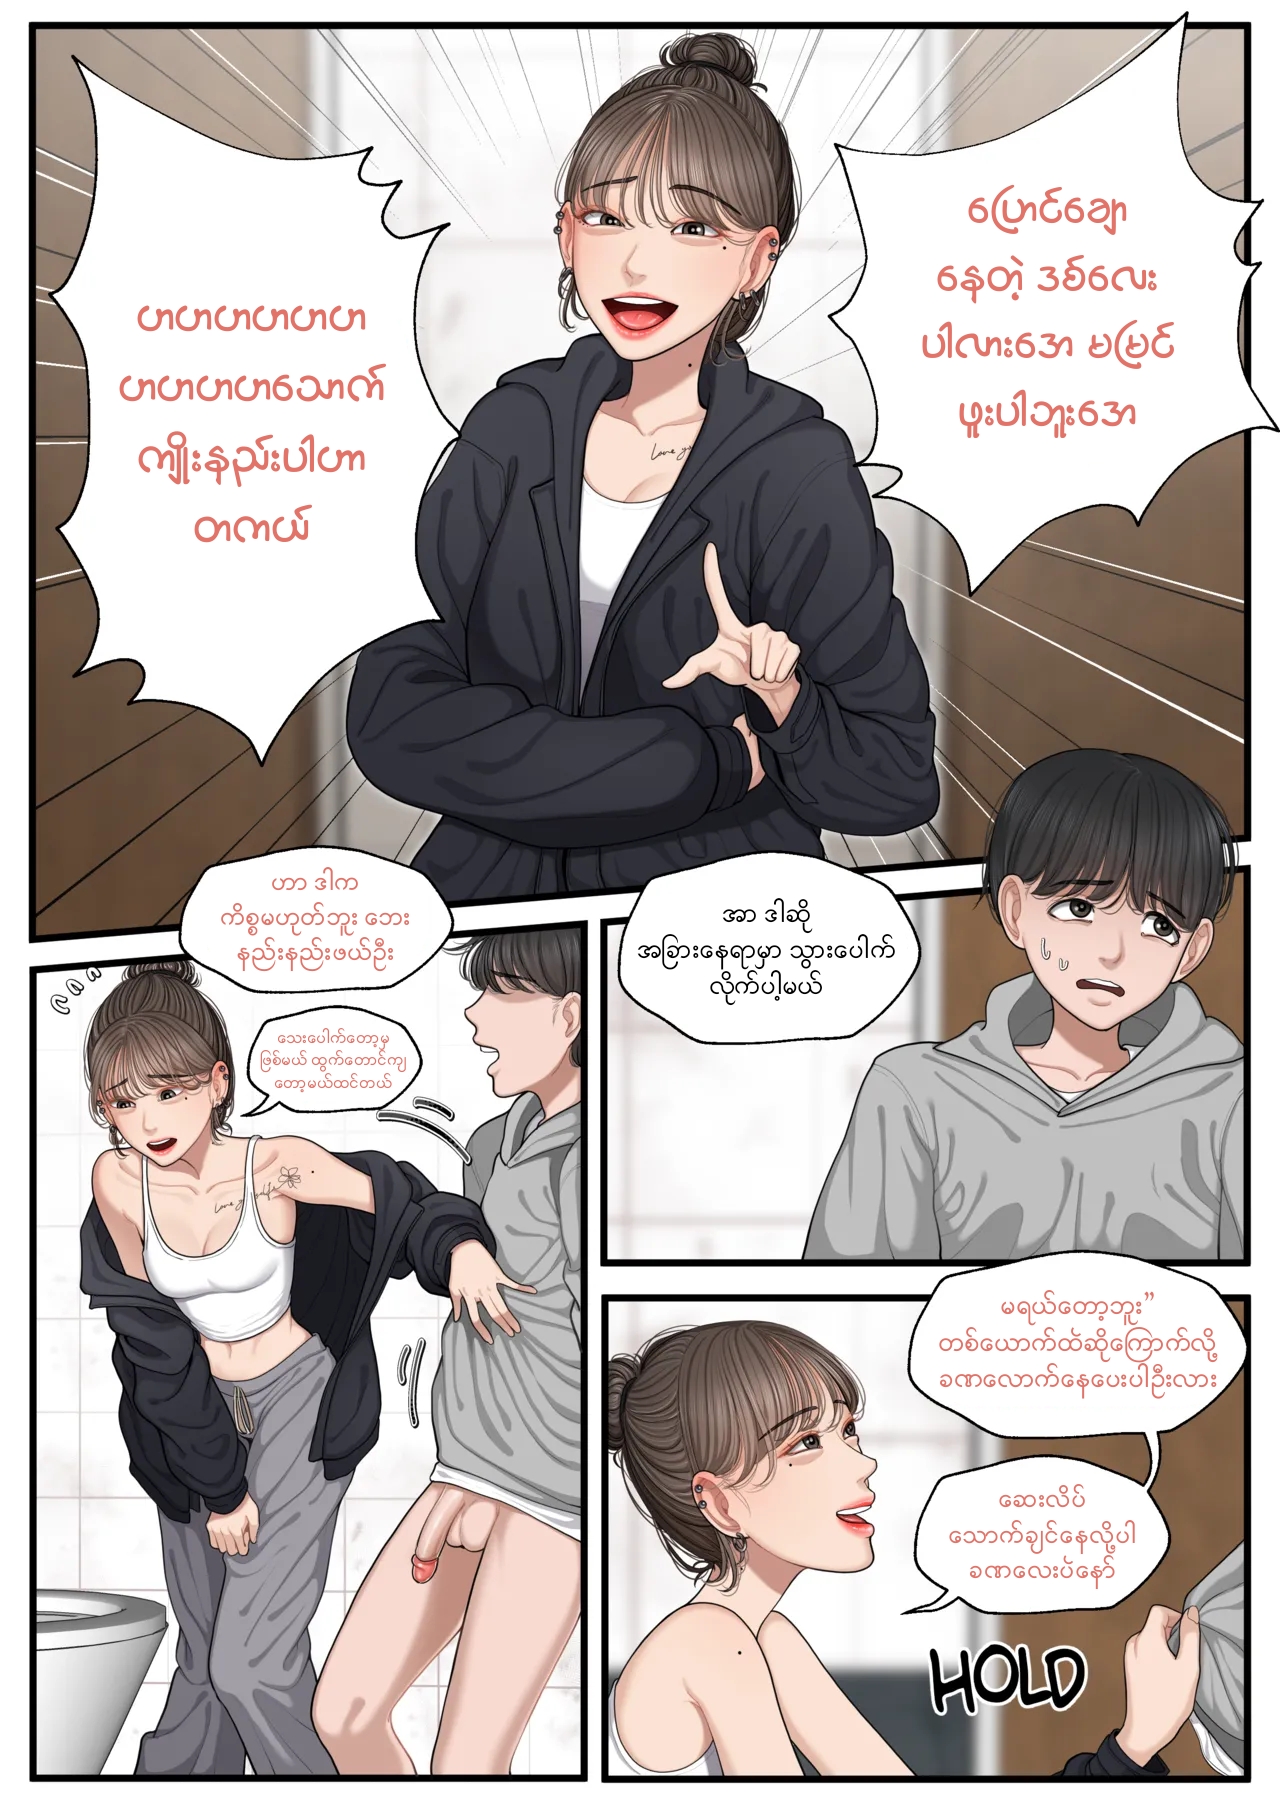 ဟာဟာဟာဟာဟာဟာ
ဟာဟာဟာဟာသောက်
ကျိုးနည်းပါဟာ
တကယ်
ပြောင်ချော
နေတဲ့ ဒစ်လေး
ပါလားအေ မမြင်
ဖူးပါဘူးအေ
ဟာ ဒါက
ကိစ္စမဟုတ်ဘူး ဘေး
နည်းနည်းဖယ်ဦး
သေးပေါက်တော့မှ
ဖြစ်မယ် ထွက်တောင်ကျ
တော့မယ်ထင်တယ်
အာ ဒါဆို
အခြားနေရာမှာ သွားပေါက်
လိုက်ပါ့မယ်
မရယ်တော့ဘူး”
တစ်ယောက်ထဲဆိုကြောက်လို့
ခဏလောက်နေပေးပါဦးလား
ဆေးလိပ်
သောက်ချင်နေလို့ပါ
ခဏလေးပဲနော်
HOLD
Love yourselfie